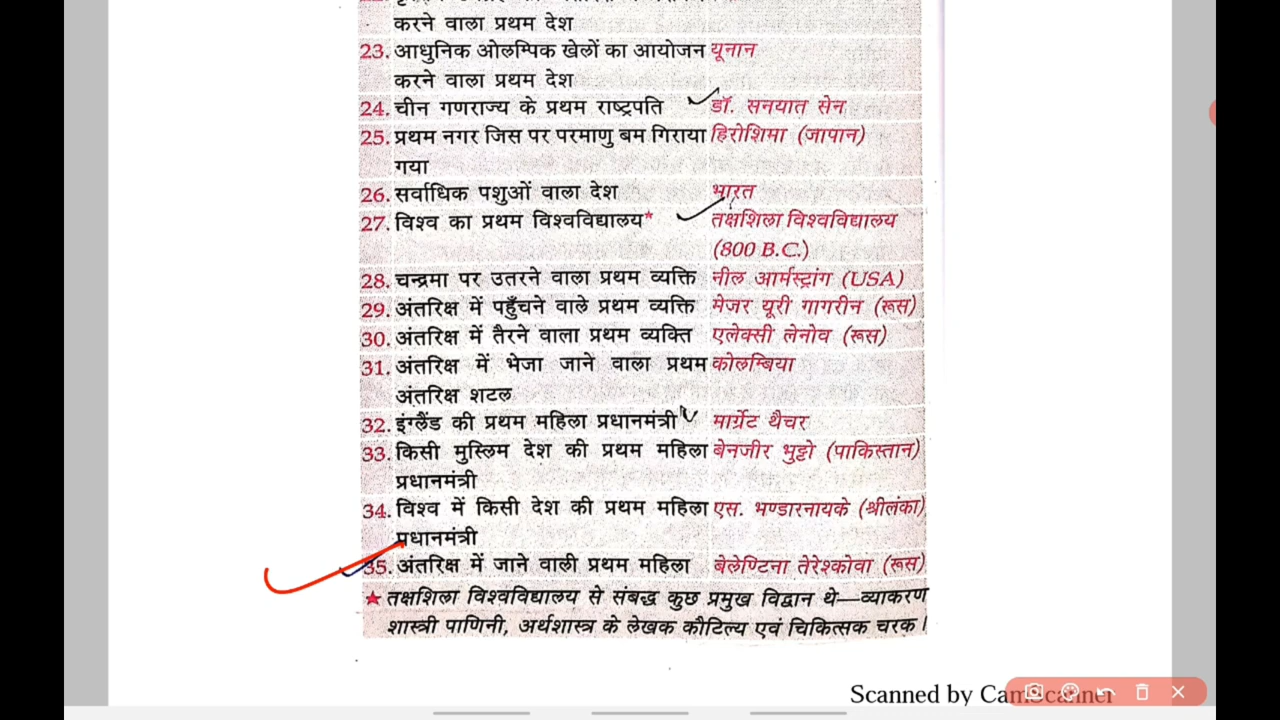 करने वाला प्रथम देश
23. आधुनिक ओलम्पिक खेलों का आयोजन यूनान
करने वाला प्रथम देश
24. चीन गणराज्य के प्रथम राष्ट्रपति डॉ. सनयात सेन
25. प्रथम नगर जिस पर परमाणु बम गिराया हिरोशिमा (जापान)
गया
26. सर्वाधिक पशुओं वाला देश भारत
27. विश्व का प्रथम विश्वविद्यालय* तक्षशिला विश्वविद्यालय
(800 B.C.)
28. चन्द्रमा पर उतरने वाला प्रथम व्यक्ति नील आर्मस्ट्रांग (USA)
29. अंतरिक्ष में पहुँचने वाले प्रथम व्यक्ति मेजर यूरी गागरीन (रूस)
30. अंतरिक्ष में तैरने वाला प्रथम व्यक्ति एलेक्सी लेनोव (रूस)
31. अंतरिक्ष में भेजा जाने वाला प्रथम कोलम्बिया
अंतरिक्ष शटल
32. इंग्लैंड की प्रथम महिला प्रधानमंत्री मार्ग्रेट थैचर
33. किसी मुस्लिम देश की प्रथम महिला बेनजीर भुट्टो (पाकिस्तान)
प्रधानमंत्री
34. विश्व में किसी देश की प्रथम महिला एस. भण्डारनायके (श्रीलंका)
प्रधानमंत्री
35. अंतरिक्ष में जाने वाली प्रथम महिला बेलेण्टिना तेरेश्कोवा (रूस)
★ तक्षशिला विश्वविद्यालय से संबद्ध कुछ प्रमुख विद्वान थे—व्याकरण
शास्त्री पाणिनी, अर्थशास्त्र के लेखक कौटिल्य एवं चिकित्सक चरक।
Scanned by CamScanner